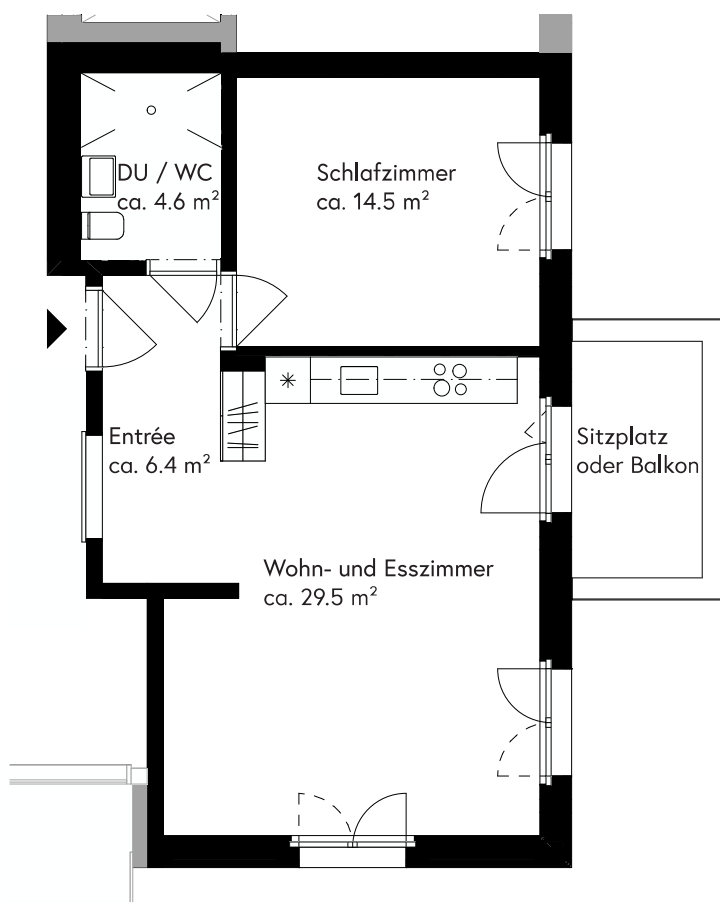 DU / WC
ca. 4.6 m²
Schlafzimmer
ca. 14.5 m²
Entrée
ca. 6.4 m²
Sitzplatz
oder Balkon
Wohn- und Esszimmer
ca. 29.5 m²